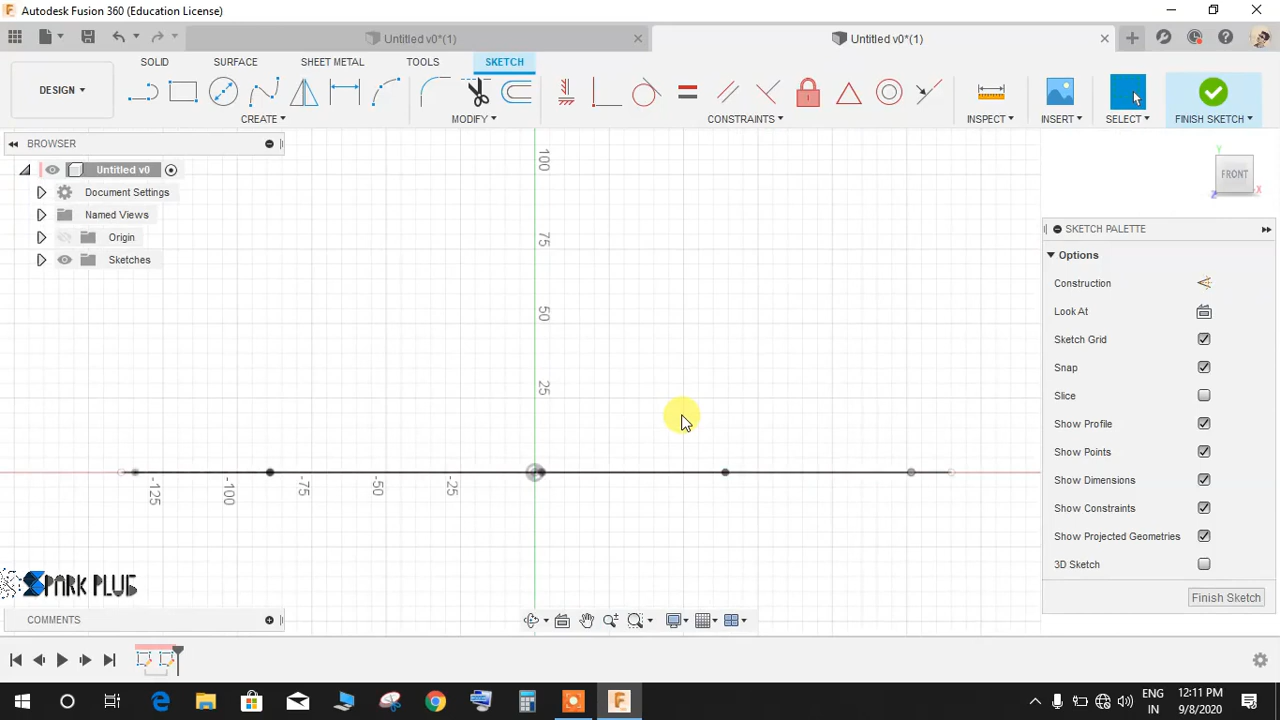 Autodesk Fusion 360 (Education License)
Untitled v0*(1)
Untitled v0*(1)
SOLID
SURFACE
SHEET METAL
TOOLS
SKETCH
DESIGN
CREATE
MODIFY
CONSTRAINTS
INSPECT
INSERT
SELECT
FINISH SKETCH
BROWSER
Untitled v0
Document Settings
Named Views
Origin
Sketches
100
75
50
25
-125
-100
-75
-50
-25
Y
FRONT
X
Z
SKETCH PALETTE
Options
Construction
Look At
Sketch Grid
Snap
Slice
Show Profile
Show Points
Show Dimensions
Show Constraints
Show Projected Geometries
3D Sketch
Finish Sketch
SPARK PLUG
COMMENTS
ENG
IN
12:11 PM
9/8/2020